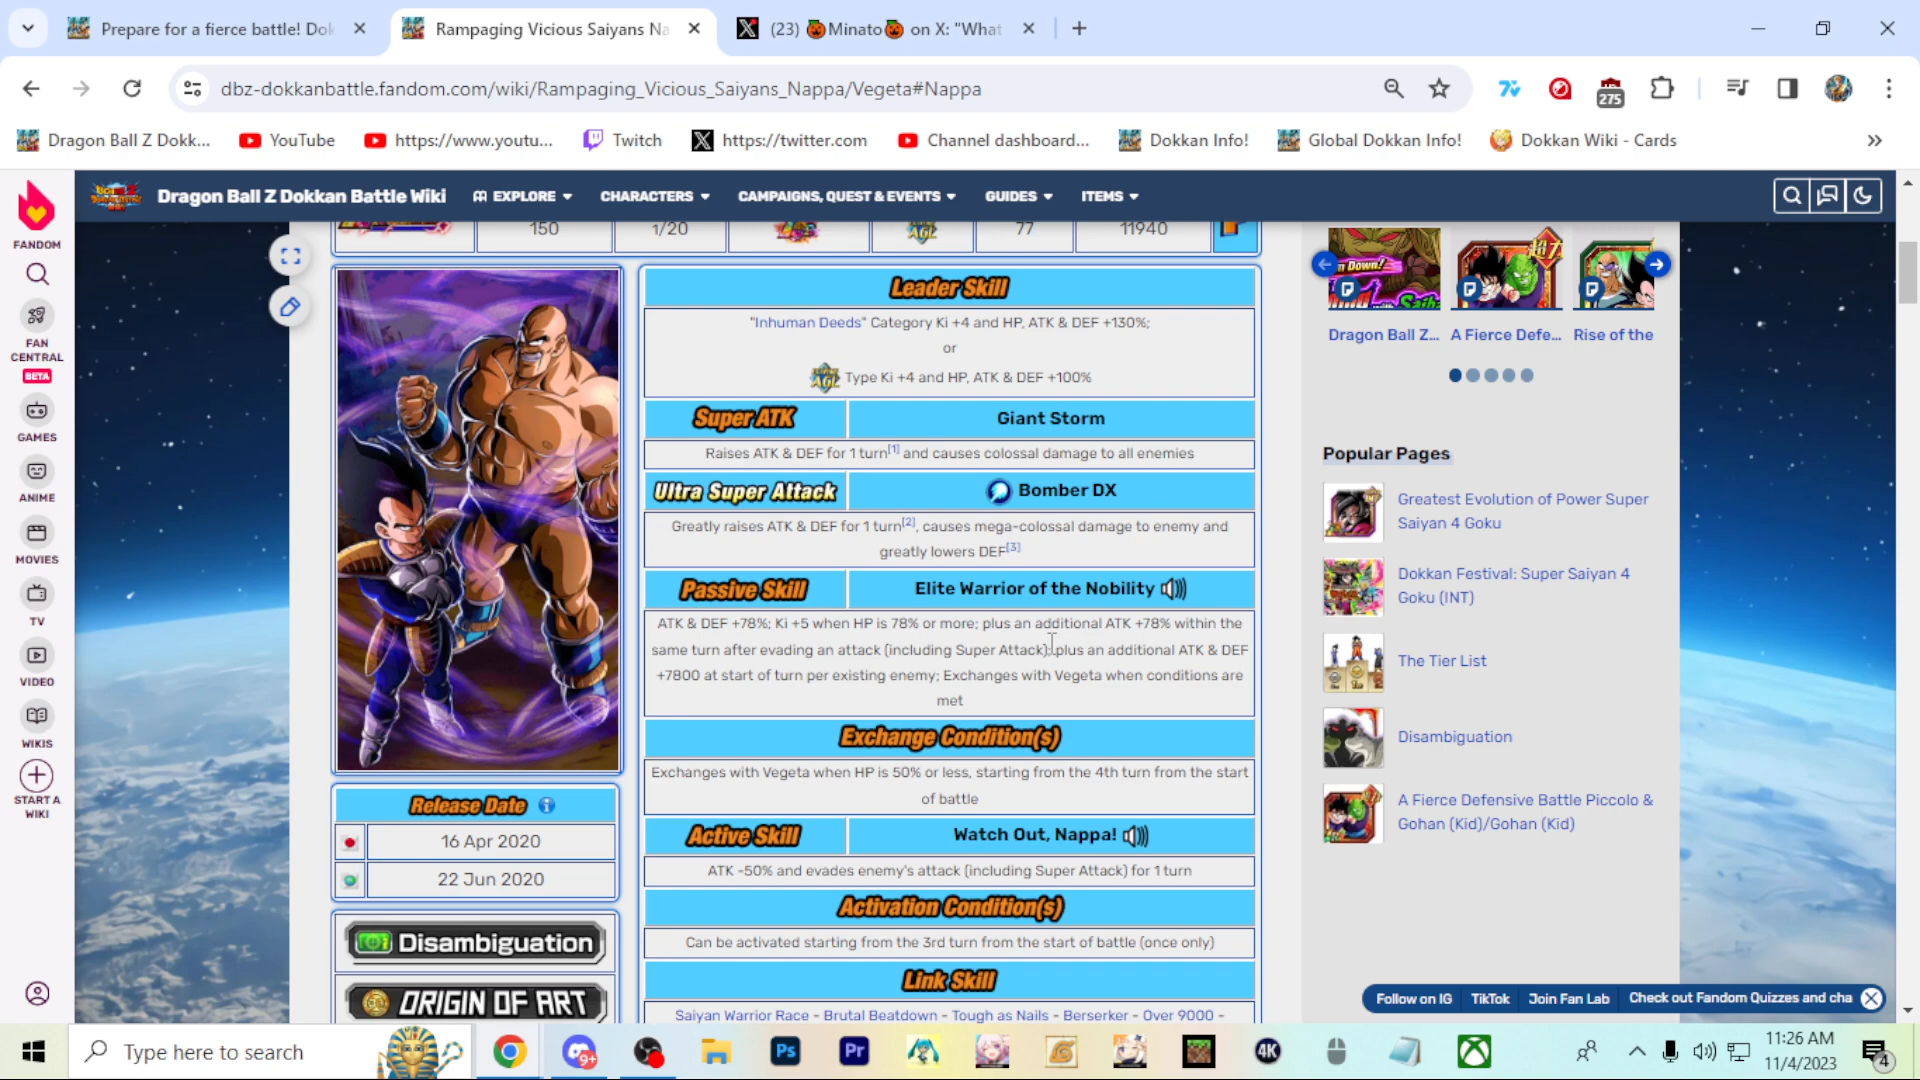 Prepare for a fierce battle! Dok
Rampaging Vicious Saiyans Na
(23) 🎃Minato🎃 on X: "What
dbz-dokkanbattle.fandom.com/wiki/Rampaging_Vicious_Saiyans_Nappa/Vegeta#Nappa
275
Dragon Ball Z Dokk...
YouTube
https://www.youtu...
Twitch
https://twitter.com
Channel dashboard...
Dokkan Info!
Global Dokkan Info!
Dokkan Wiki - Cards
Dragon Ball Z Dokkan Battle Wiki
EXPLORE
CHARACTERS
CAMPAIGNS, QUEST & EVENTS
GUIDES
ITEMS
FANDOM
FAN CENTRAL
BETA
GAMES
ANIME
MOVIES
TV
VIDEO
WIKIS
START A WIKI
150
1/20
AGL
77
11940
Leader Skill
"Inhuman Deeds" Category Ki +4 and HP, ATK & DEF +130%;
or
AGL Type Ki +4 and HP, ATK & DEF +100%
Super ATK
Giant Storm
Raises ATK & DEF for 1 turn[1] and causes colossal damage to all enemies
Ultra Super Attack
Bomber DX
Greatly raises ATK & DEF for 1 turn[2], causes mega-colossal damage to enemy and
greatly lowers DEF[3]
Passive Skill
Elite Warrior of the Nobility
ATK & DEF +78%; Ki +5 when HP is 78% or more; plus an additional ATK +78% within the
same turn after evading an attack (including Super Attack); plus an additional ATK & DEF
+7800 at start of turn per existing enemy; Exchanges with Vegeta when conditions are
met
Exchange Condition(s)
Exchanges with Vegeta when HP is 50% or less, starting from the 4th turn from the start
of battle
Active Skill
Watch Out, Nappa!
ATK -50% and evades enemy's attack (including Super Attack) for 1 turn
Activation Condition(s)
Can be activated starting from the 3rd turn from the start of battle (once only)
Link Skill
Saiyan Warrior Race - Brutal Beatdown - Tough as Nails - Berserker - Over 9000 -
Release Date
16 Apr 2020
22 Jun 2020
Disambiguation
ORIGIN OF ART
Down!
Dragon Ball Z...
A Fierce Defe...
Rise of the
Popular Pages
Greatest Evolution of Power Super
Saiyan 4 Goku
Dokkan Festival: Super Saiyan 4
Goku (INT)
The Tier List
Disambiguation
A Fierce Defensive Battle Piccolo &
Gohan (Kid)/Gohan (Kid)
Follow on IG
TikTok
Join Fan Lab
Check out Fandom Quizzes and cha
Type here to search
9+
Ps
Pr
4K
11:26 AM
11/4/2023
4